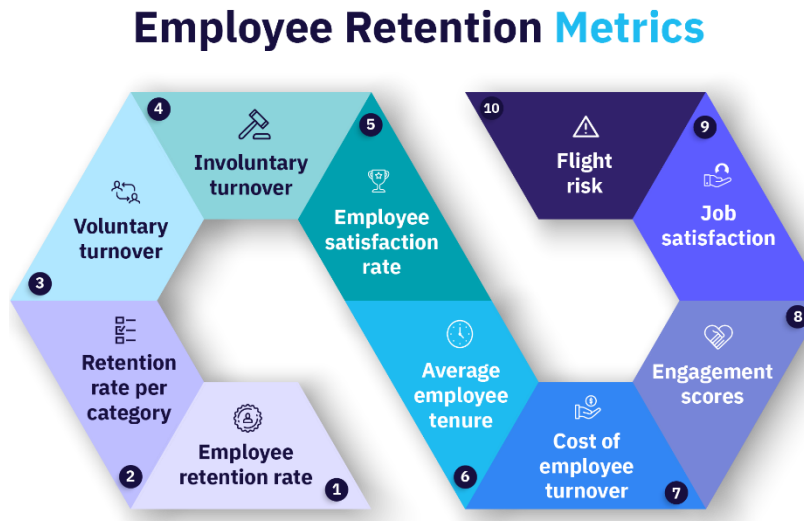 Employee Retention Metrics
1
Employee
retention rate
2
Retention
rate per
category
3
Voluntary
turnover
4
Involuntary
turnover
5
Employee
satisfaction
rate
6
Average
employee
tenure
7
Cost of
employee
turnover
8
Engagement
scores
9
Job
satisfaction
10
Flight
risk